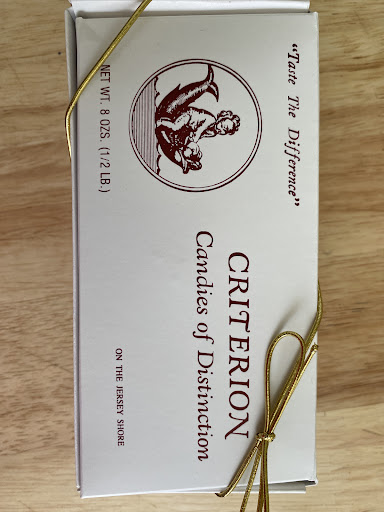 “Taste The Difference”
CRITERION
Candies of Distinction
NET WT. 8 OZS. (1/2 LB.)
ON THE JERSEY SHORE